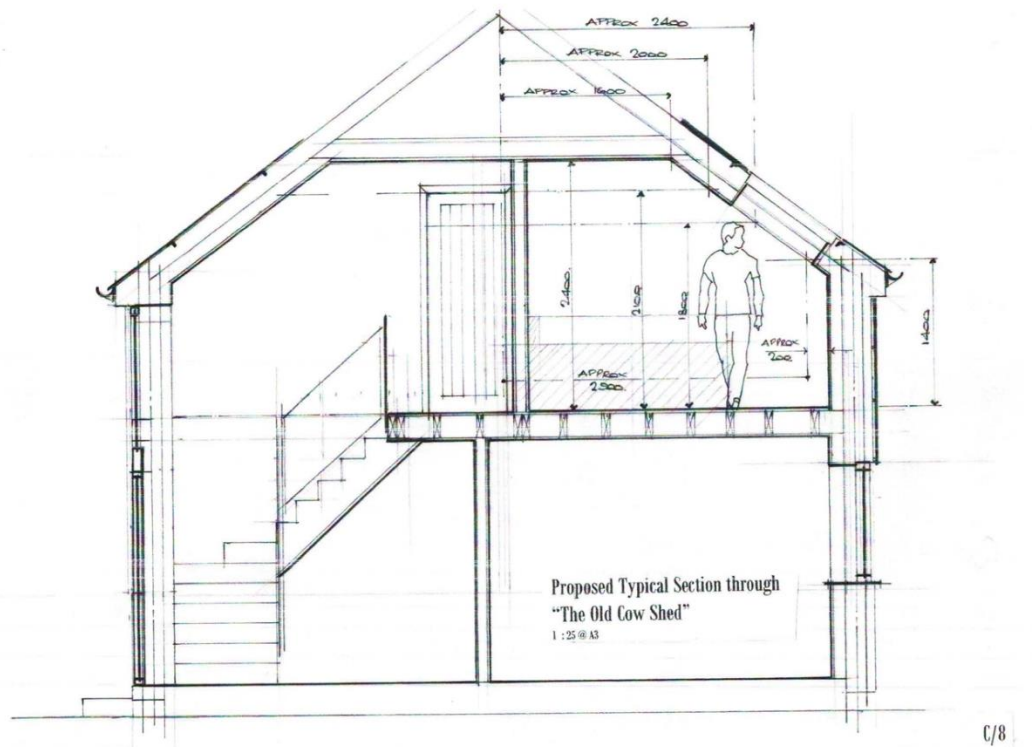 APPROX 2400
APPROX 2000
APPROX 1600
2400
2100
1800
1400
APPROX
200
APPROX
2900
Proposed Typical Section through
“The Old Cow Shed”
1 : 25 @ A3
C/8